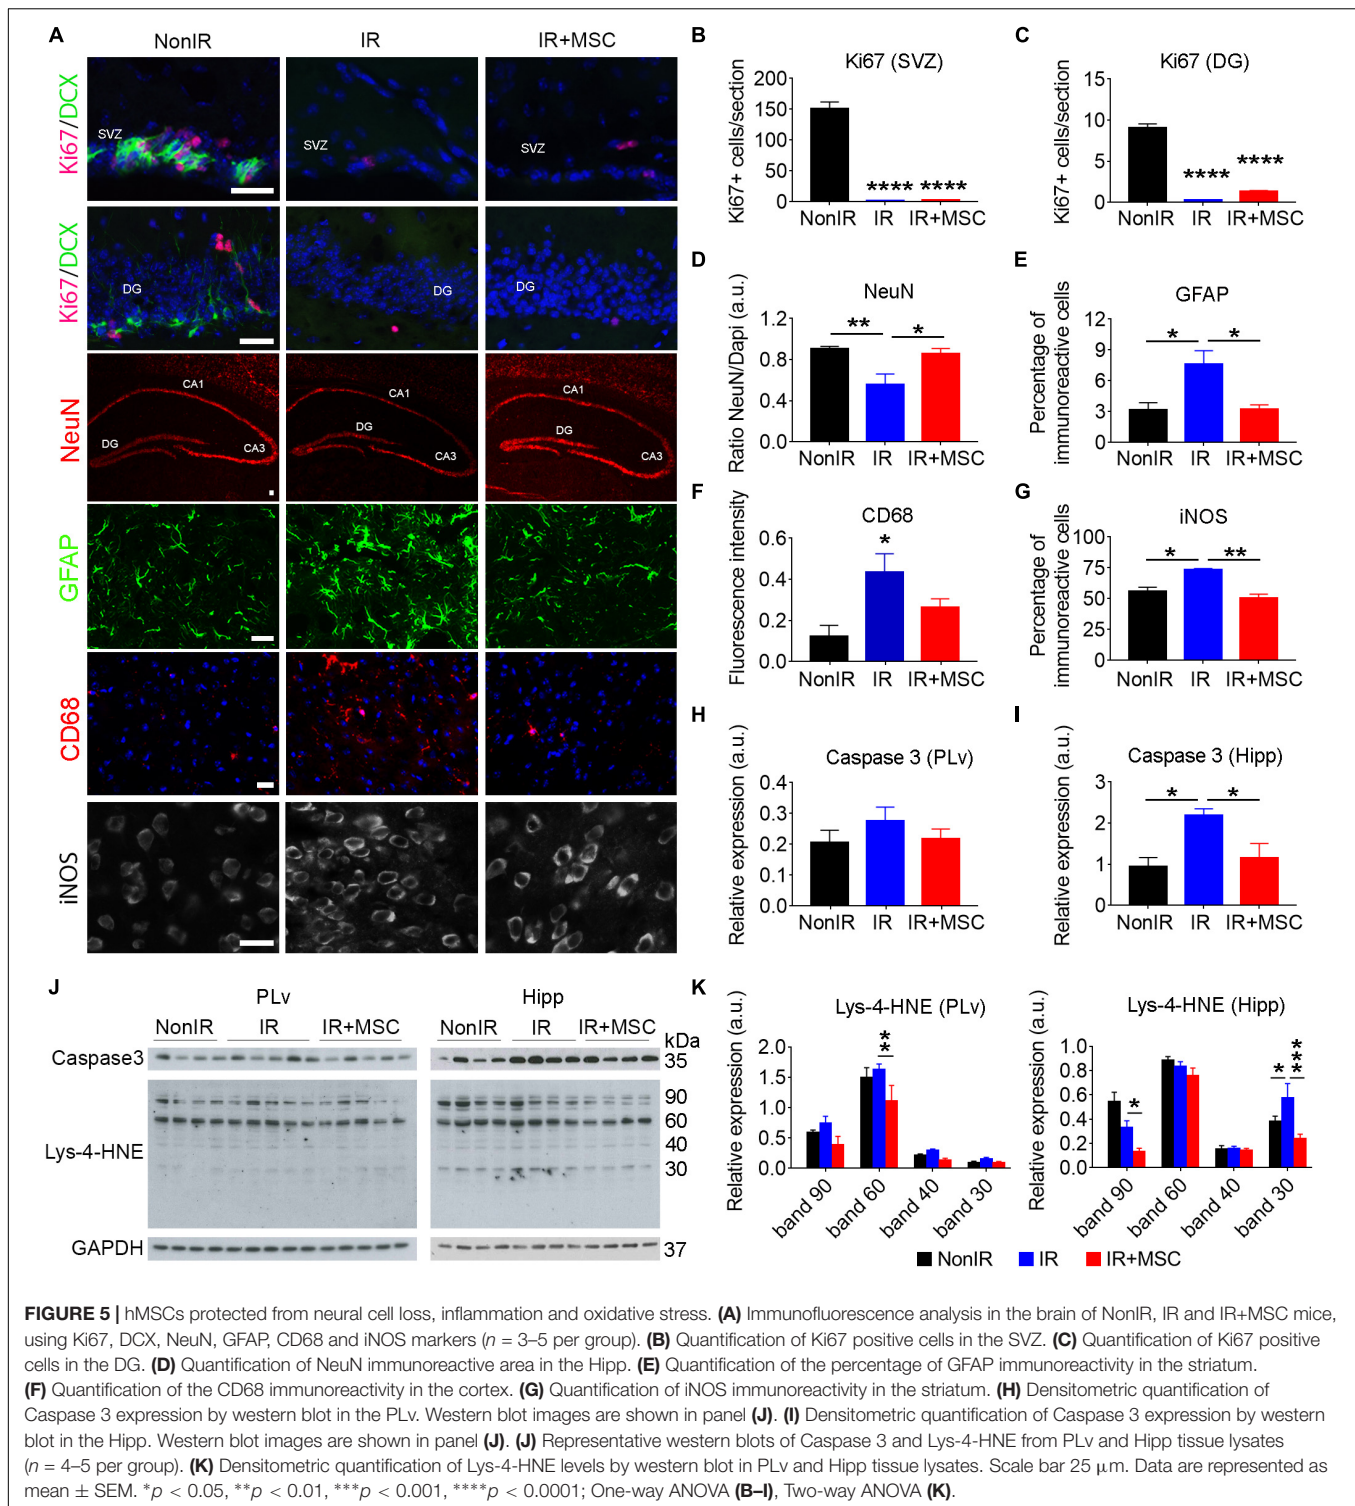 A
NonIR
IR
IR+MSC
Ki67/DCX
SVZ
SVZ
SVZ
Ki67/DCX
DG
DG
DG
NeuN
CA1
DG
CA3
CA1
DG
CA3
CA1
DG
CA3
GFAP
CD68
iNOS
B
Ki67 (SVZ)
Ki67+ cells/section
200
150
100
50
0
**** ****
NonIR IR IR+MSC
C
Ki67 (DG)
Ki67+ cells/section
15
10
5
0
**** ****
NonIR IR IR+MSC
D
NeuN
Ratio NeuN/Dapi (a.u.)
1.2
0.9
0.6
0.3
0.0
** *
NonIR IR IR+MSC
E
GFAP
Percentage of
immunoreactive cells
12
9
6
3
0
* *
NonIR IR IR+MSC
F
CD68
Fluorescence intensity
0.6
0.4
0.2
0.0
*
NonIR IR IR+MSC
G
iNOS
Percentage of
immunoreactive cells
100
75
50
25
0
* **
NonIR IR IR+MSC
H
Caspase 3 (PLv)
Relative expression (a.u.)
0.4
0.3
0.2
0.1
0.0
NonIR IR IR+MSC
I
Caspase 3 (Hipp)
Relative expression (a.u.)
3
2
1
0
* *
NonIR IR IR+MSC
J
PLv
Hipp
NonIR IR IR+MSC
NonIR IR IR+MSC
kDa
Caspase3
35
Lys-4-HNE
90
60
40
30
GAPDH
37
K
Lys-4-HNE (PLv)
Relative expression (a.u.)
2.0
1.5
1.0
0.5
0.0
**
band 90 band 60 band 40 band 30
Lys-4-HNE (Hipp)
Relative expression (a.u.)
1.0
0.8
0.6
0.4
0.2
0.0
* * ***
band 90 band 60 band 40 band 30
NonIR IR IR+MSC
FIGURE 5 | hMSCs protected from neural cell loss, inflammation and oxidative stress. (A) Immunofluorescence analysis in the brain of NonIR, IR and IR+MSC mice,
using Ki67, DCX, NeuN, GFAP, CD68 and iNOS markers (n = 3–5 per group). (B) Quantification of Ki67 positive cells in the SVZ. (C) Quantification of Ki67 positive
cells in the DG. (D) Quantification of NeuN immunoreactive area in the Hipp. (E) Quantification of the percentage of GFAP immunoreactivity in the striatum.
(F) Quantification of the CD68 immunoreactivity in the cortex. (G) Quantification of iNOS immunoreactivity in the striatum. (H) Densitometric quantification of
Caspase 3 expression by western blot in the PLv. Western blot images are shown in panel (J). (I) Densitometric quantification of Caspase 3 expression by western
blot in the Hipp. Western blot images are shown in panel (J). (J) Representative western blots of Caspase 3 and Lys-4-HNE from PLv and Hipp tissue lysates
(n = 4–5 per group). (K) Densitometric quantification of Lys-4-HNE levels by western blot in PLv and Hipp tissue lysates. Scale bar 25 μm. Data are represented as
mean ± SEM. *p < 0.05, **p < 0.01, ***p < 0.001, ****p < 0.0001; One-way ANOVA (B–I), Two-way ANOVA (K).